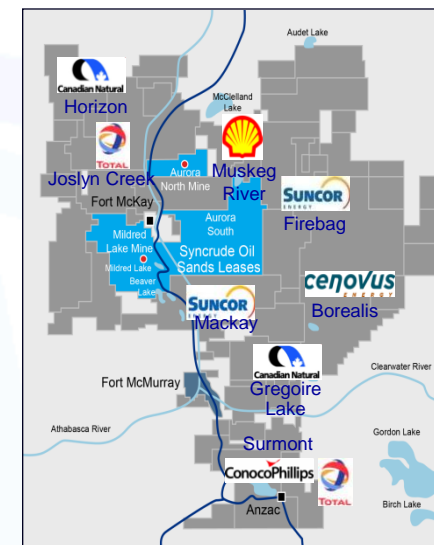 Audet Lake
Canadian Natural
Horizon
McClelland
Lake
TOTAL
Joslyn Creek
Muskeg
River
Aurora
North Mine
Fort McKay
SUNCOR
ENERGY
Firebag
Aurora
South
Mildred
Lake Mine
Syncrude Oil
Sands Leases
Mildred Lake
Beaver
Lake
cenovus
ENERGY
Borealis
SUNCOR
ENERGY
Mackay
Canadian Natural
Gregoire
Lake
Clearwater River
Fort McMurray
Athabasca River
Surmont
Gordon Lake
ConocoPhillips
TOTAL
Anzac
Birch Lake